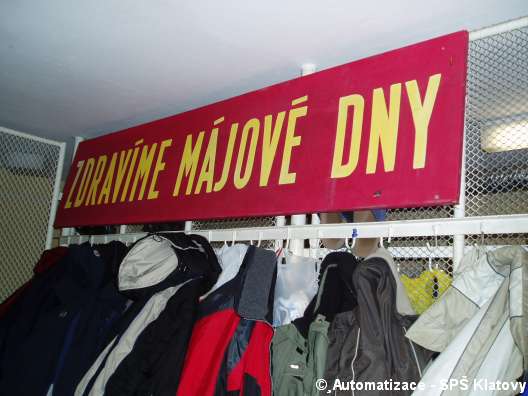 ZDRAVÍME MÁJOVÉ DNY
© Automatizace - SPŠ Klatovy